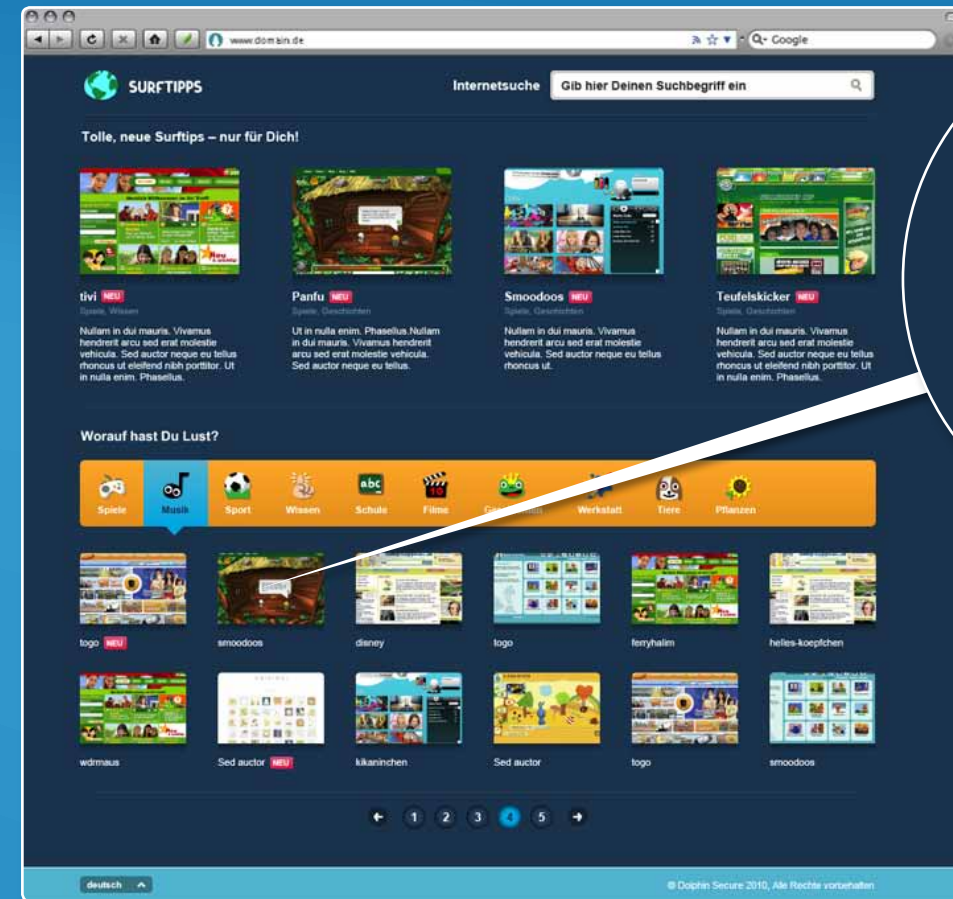 www.domain.de
Google
SURFTIPPS
Internetsuche
Gib hier Deinen Suchbegriff ein
Tolle, neue Surftips – nur für Dich!
tivi NEU
Spiele, Wissen
Nullam in dui mauris. Vivamus
hendrerit arcu sed erat molestie
vehicula. Sed auctor neque eu tellus
rhoncus ut eleifend nibh porttitor. Ut
in nulla enim. Phasellus.
Panfu NEU
Spiele, Geschichten
Ut in nulla enim. Phasellus.Nullam
in dui mauris. Vivamus hendrerit
arcu sed erat molestie vehicula.
Sed auctor neque eu tellus.
Smoodoos NEU
Spiele, Geschichten
Nullam in dui mauris. Vivamus
hendrerit arcu sed erat molestie
vehicula. Sed auctor neque eu tellus
rhoncus ut.
Teufelskicker NEU
Spiele, Geschichten
Nullam in dui mauris. Vivamus
hendrerit arcu sed erat molestie
vehicula. Sed auctor neque eu tellus
rhoncus ut eleifend nibh porttitor. Ut
in nulla enim. Phasellus.
Worauf hast Du Lust?
abc
10
Spiele
Musik
Sport
Wissen
Schule
Filme
Werkstatt
Tiere
Pflanzen
togo NEU
smoodoos
disney
togo
ferryhalim
helles-koepfchen
wdrmaus
Sed auctor NEU
kikaninchen
Sed auctor
togo
smoodoos
1 2 3 4 5
deutsch
© Dolphin Secure 2010, Alle Rechte vorbehalten